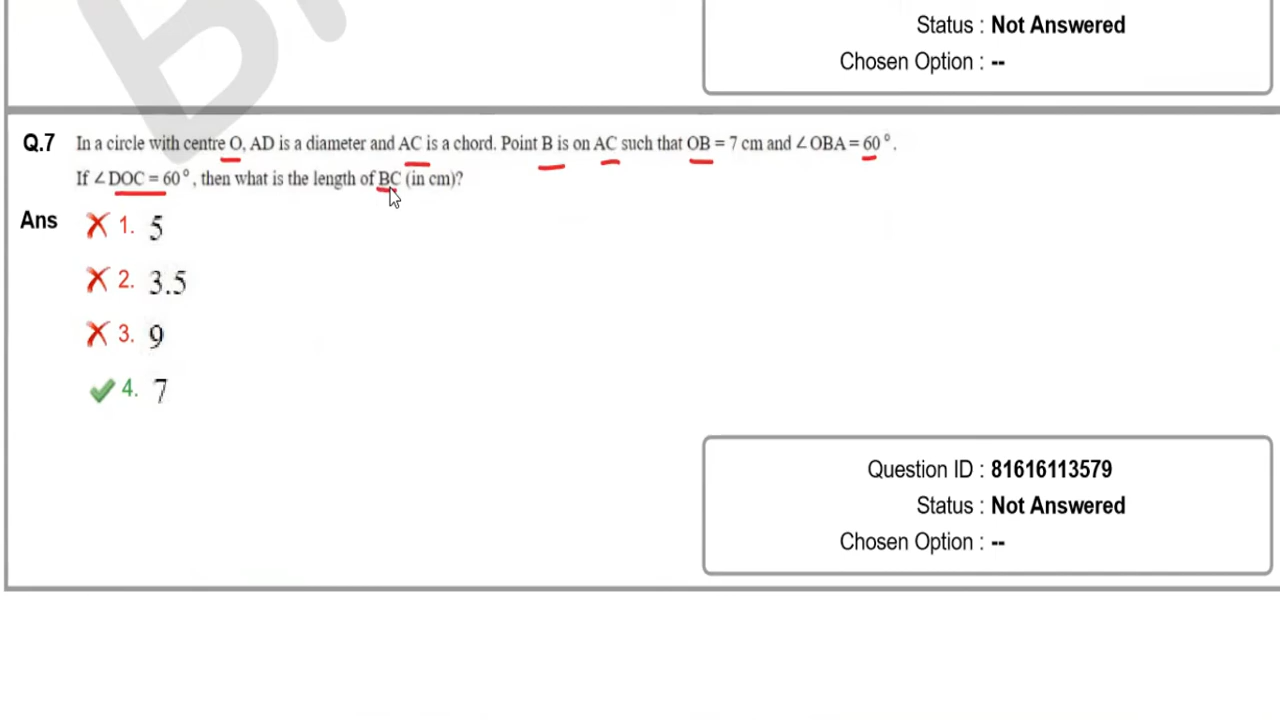 Status : Not Answered
Chosen Option : --
Q.7 In a circle with centre O, AD is a diameter and AC is a chord. Point B is on AC such that OB = 7 cm and ∠OBA = 60°.
If ∠DOC = 60°, then what is the length of BC (in cm)?
Ans 1. 5
2. 3.5
3. 9
4. 7
Question ID : 81616113579
Status : Not Answered
Chosen Option : --